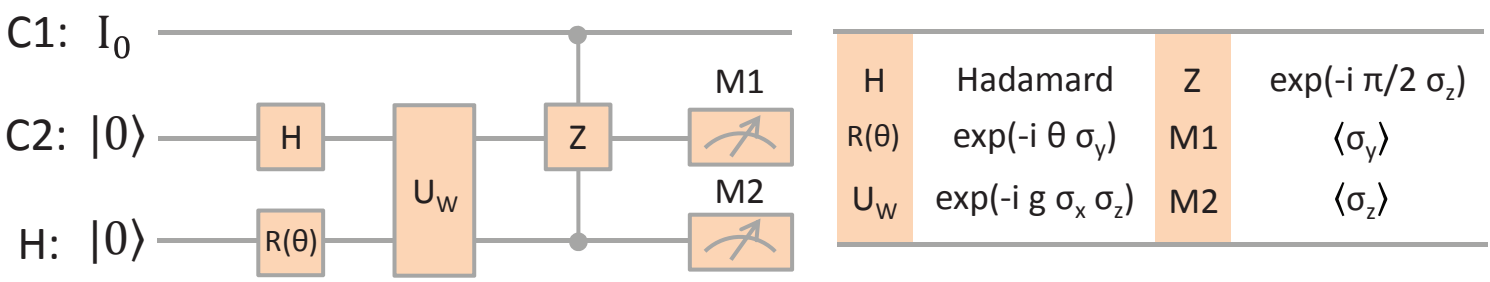 C1: I₀
M1
C2: |0⟩ H Z
M2
U_W
H: |0⟩ R(θ)
H Hadamard Z exp(-i π/2 σ_z)
R(θ) exp(-i θ σ_y) M1 ⟨σ_y⟩
U_W exp(-i g σ_x σ_z) M2 ⟨σ_z⟩